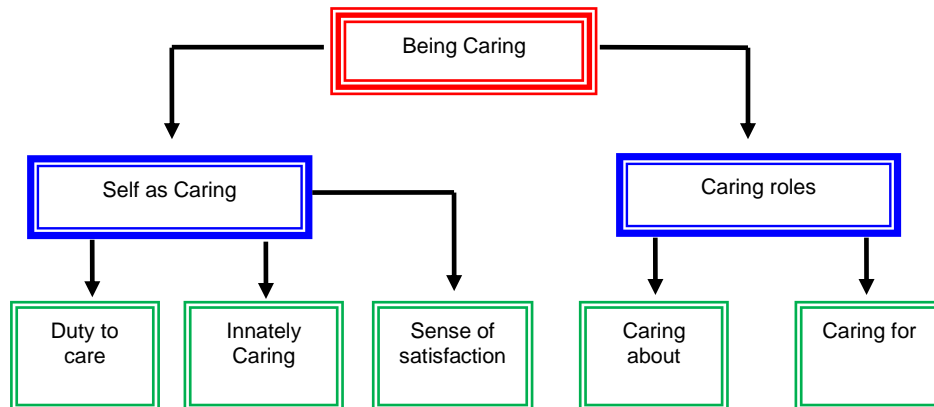 Being Caring
Self as Caring
Caring roles
Duty to
care
Innately
Caring
Sense of
satisfaction
Caring
about
Caring for